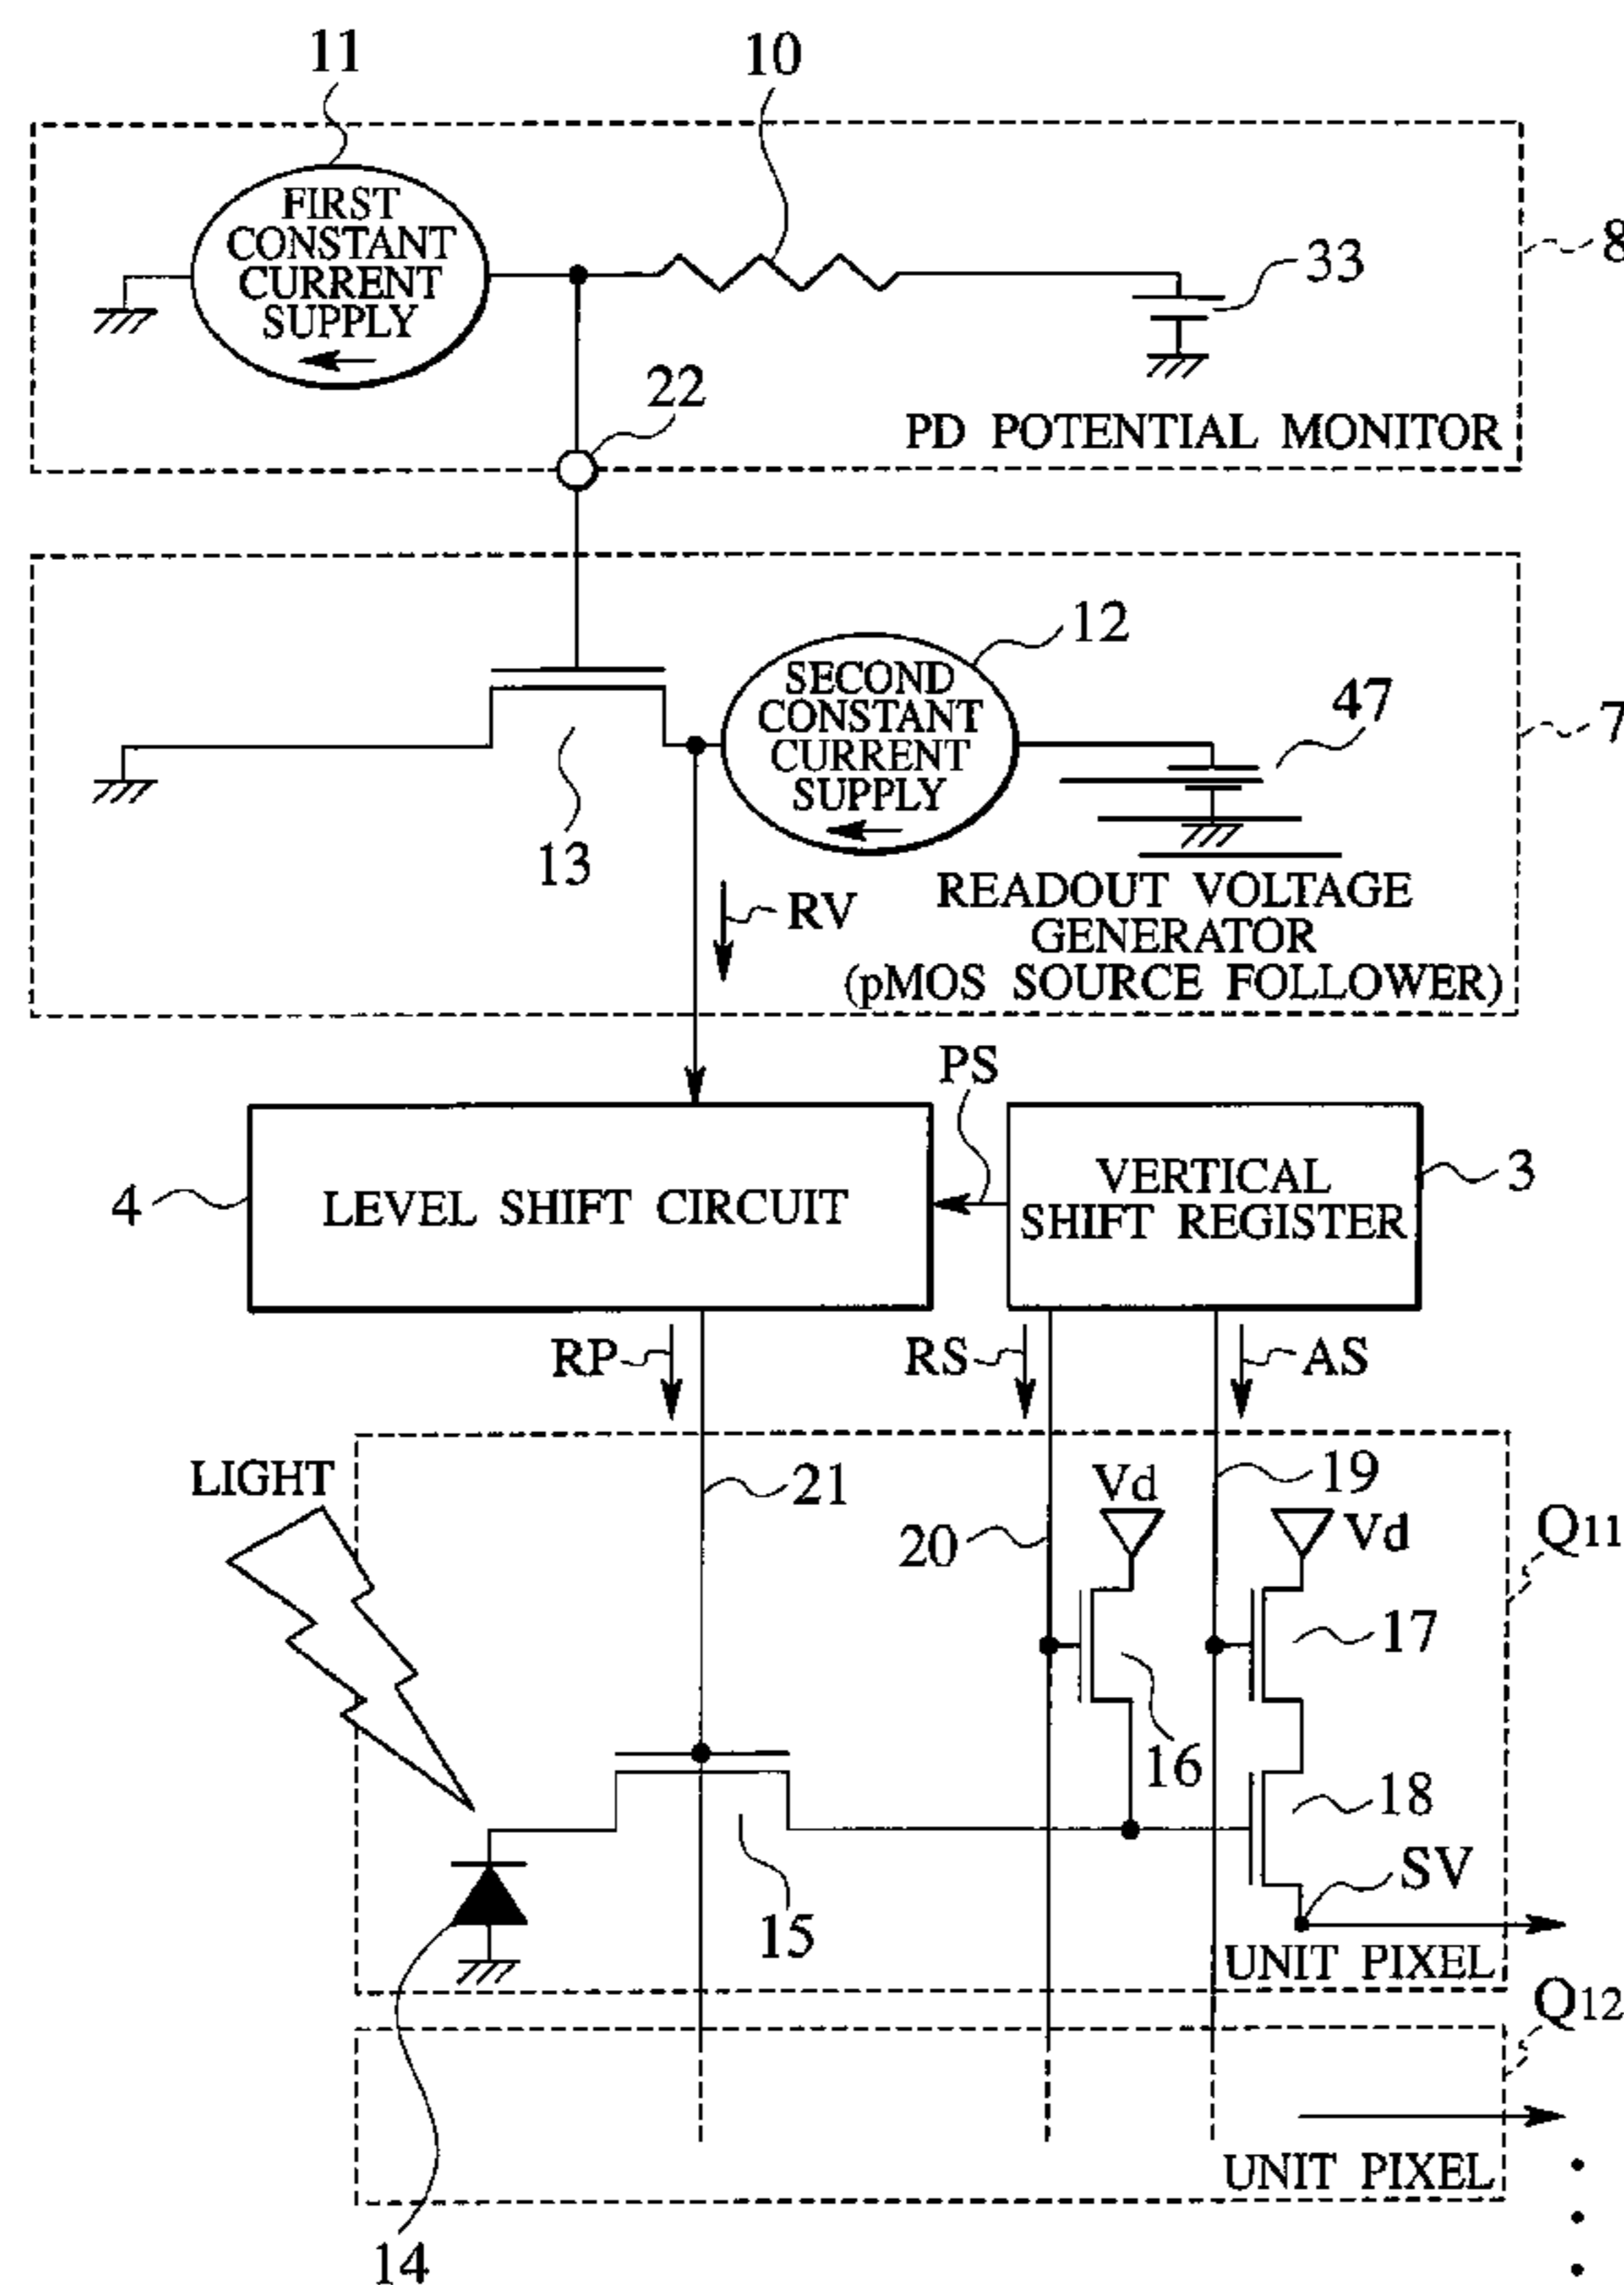 11
10
FIRST
CONSTANT
CURRENT
SUPPLY
33
8
22
PD POTENTIAL MONITOR
12
SECOND
CONSTANT
CURRENT
SUPPLY
47
7
13
RV
READOUT VOLTAGE
GENERATOR
(pMOS SOURCE FOLLOWER)
PS
4
LEVEL SHIFT CIRCUIT
VERTICAL
SHIFT REGISTER
3
RP
RS
AS
LIGHT
21
Vd
19
20
Vd
Q11
17
16
18
15
SV
UNIT PIXEL
Q12
UNIT PIXEL
14